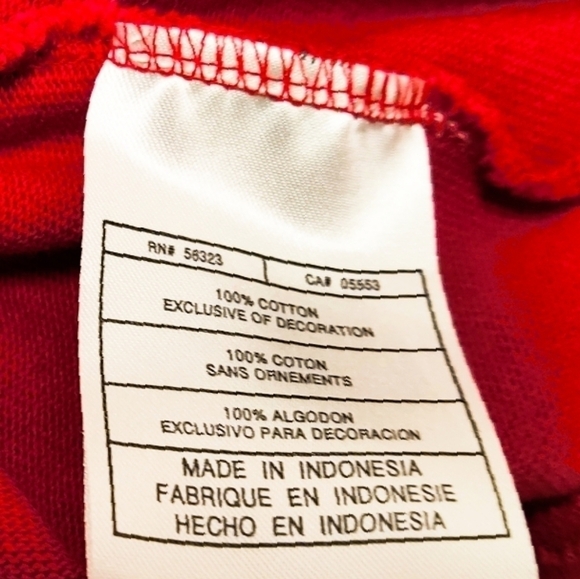 RN# 56323 CA# 05553
100% COTTON
EXCLUSIVE OF DECORATION
100% COTON
SANS ORNEMENTS
100% ALGODON
EXCLUSIVO PARA DECORACION
MADE IN INDONESIA
FABRIQUE EN INDONESIE
HECHO EN INDONESIA